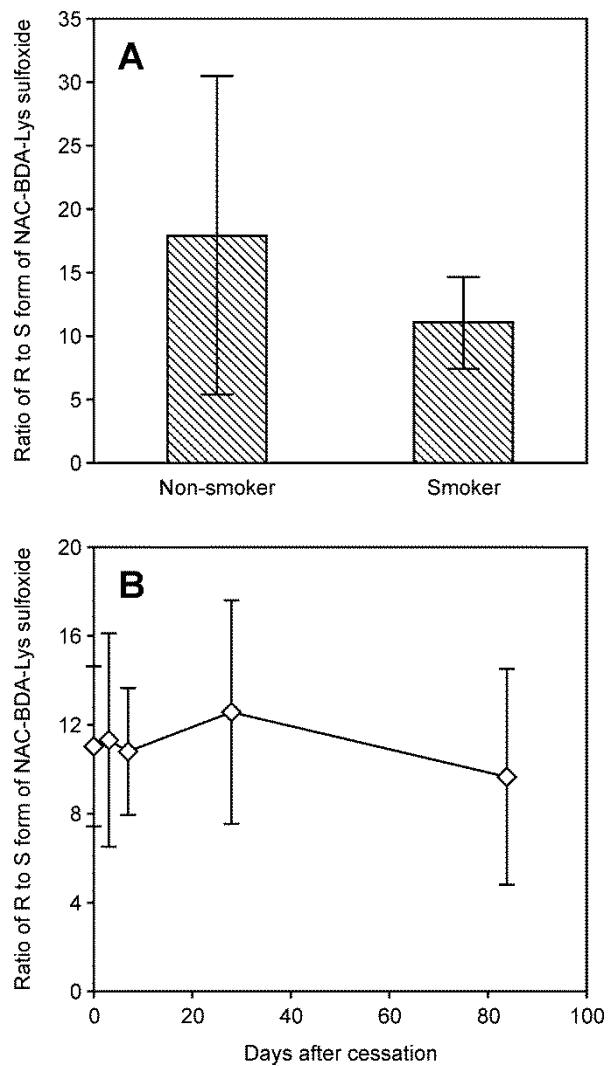 A
Ratio of R to S form of NAC-BDA-Lys sulfoxide
35
30
25
20
15
10
5
0
Non-smoker Smoker
B
Ratio of R to S form of NAC-BDA-Lys sulfoxide
20
16
12
8
4
0
0 20 40 60 80 100
Days after cessation